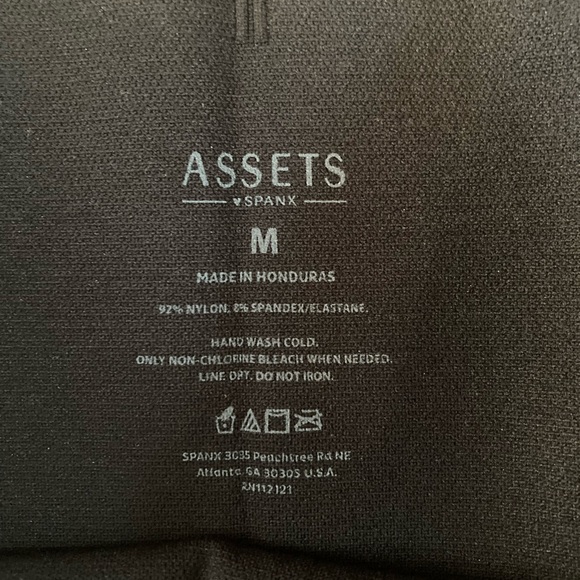 ASSETS
♥SPANX
M
MADE IN HONDURAS
92% NYLON. 8% SPANDEX/ELASTANE.
HAND WASH COLD.
ONLY NON-CHLORINE BLEACH WHEN NEEDED.
LINE DRY. DO NOT IRON.
SPANX 3035 Peachtree Rd NE
Atlanta GA 30305 U.S.A.
RN112121